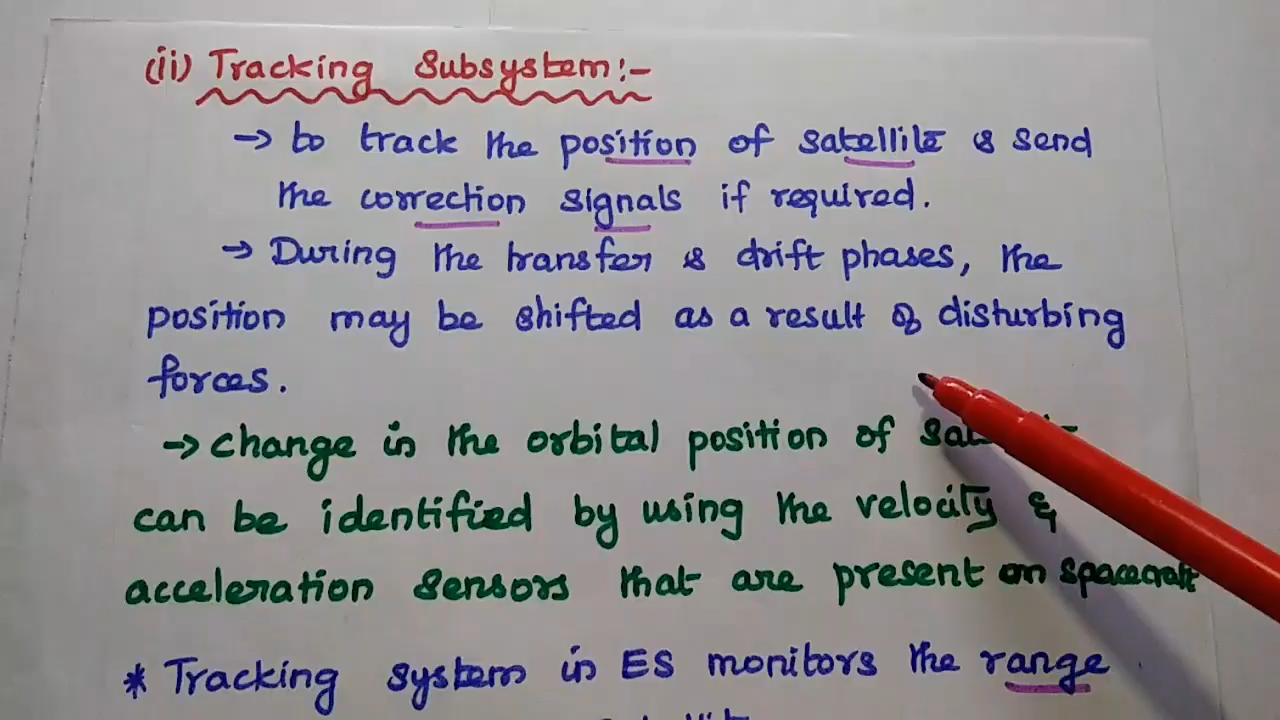 (ii) Tracking Subsystem:-
→ to track the position of satellite & send
the correction signals if required.
→ During the transfer & drift phases, the
position may be shifted as a result of disturbing
forces.
→ change in the orbital position of
can be identified by using the velocity &
acceleration sensors that are present on spacecraft
* Tracking system in ES monitors the range